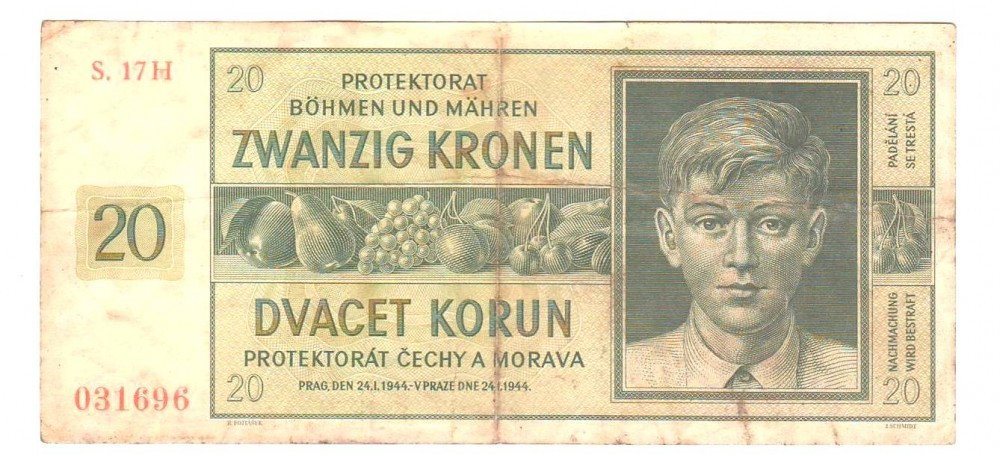 S. 17H
20
PROTEKTORAT
BÖHMEN UND MÄHREN
ZWANZIG KRONEN
20
PADĚLÁNÍ
SE TRESTÁ
20
DVACET KORUN
PROTEKTORÁT ČECHY A MORAVA
PRAG, DEN 24.I.1944.-V PRAZE DNE 24.I.1944.
NACHMACHUNG
WIRD BESTRAFT
031696
20
20
J.SCHMIDT